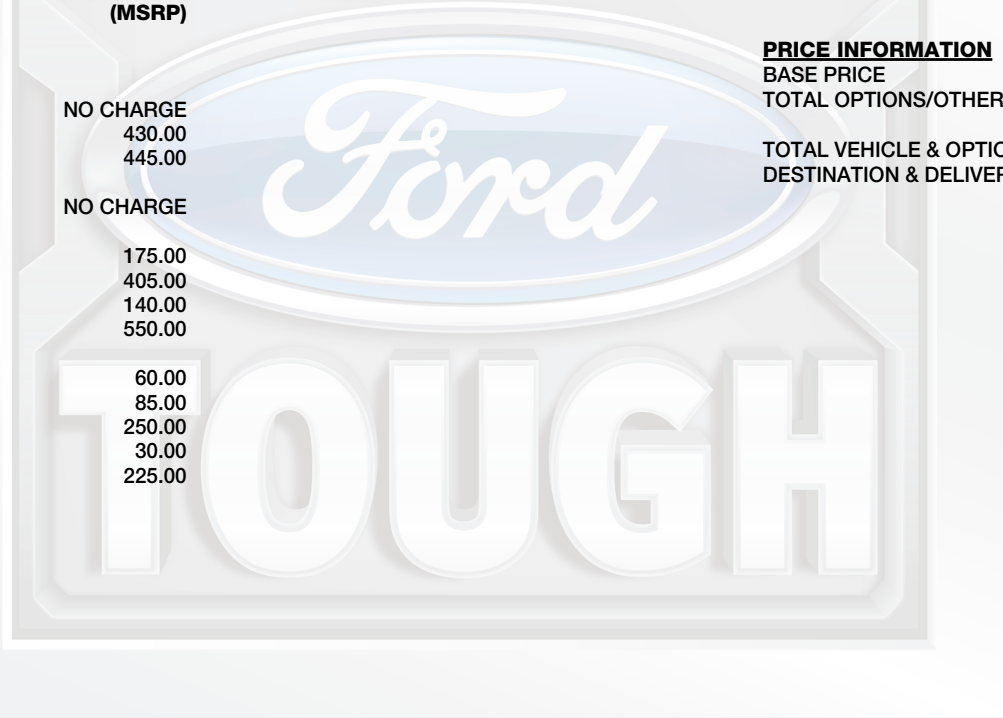 (MSRP)
NO CHARGE
430.00
445.00
NO CHARGE
175.00
405.00
140.00
550.00
60.00
85.00
250.00
30.00
225.00
PRICE INFORMATION
BASE PRICE
TOTAL OPTIONS/OTHER
TOTAL VEHICLE & OPTIO
DESTINATION & DELIVER
Ford
TOUGH